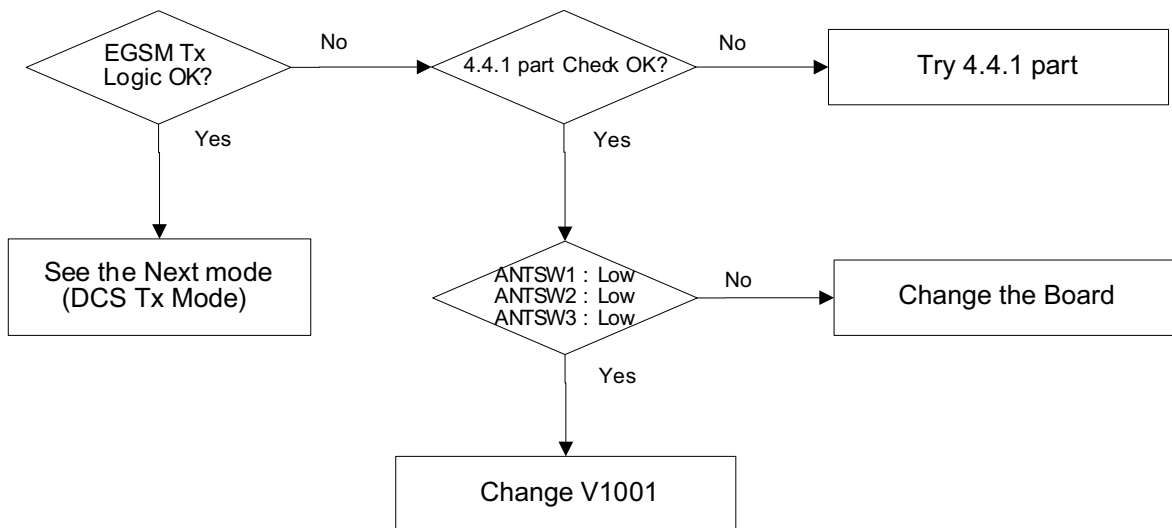 EGSM Tx
Logic OK?
No
4.4.1 part Check OK?
No
Try 4.4.1 part
Yes
Yes
See the Next mode
(DCS Tx Mode)
ANTSW1 : Low
ANTSW2 : Low
ANTSW3 : Low
No
Change the Board
Yes
Change V1001